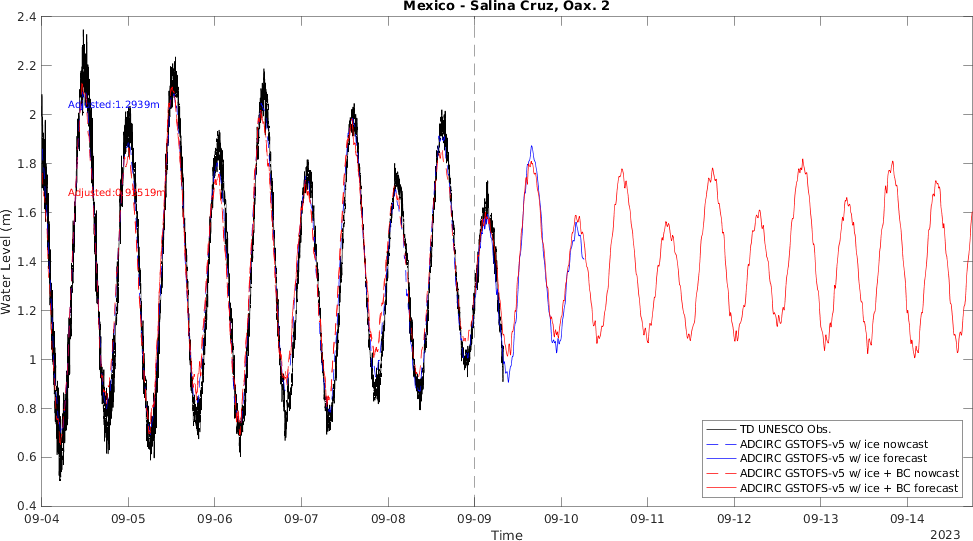 Mexico - Salina Cruz, Oax. 2
2.4
2.2
2
1.8
1.6
1.4
1.2
1
0.8
0.6
0.4
Water Level (m)
Adjusted:1.2939m
TD UNESCO Obs.
ADCIRC GSTOFS-v5 w/ ice nowcast
ADCIRC GSTOFS-v5 w/ ice forecast
ADCIRC GSTOFS-v5 w/ ice + BC nowcast
ADCIRC GSTOFS-v5 w/ ice + BC forecast
09-04 09-05 09-06 09-07 09-08 09-09 09-10 09-11 09-12 09-13 09-14
Time
2023